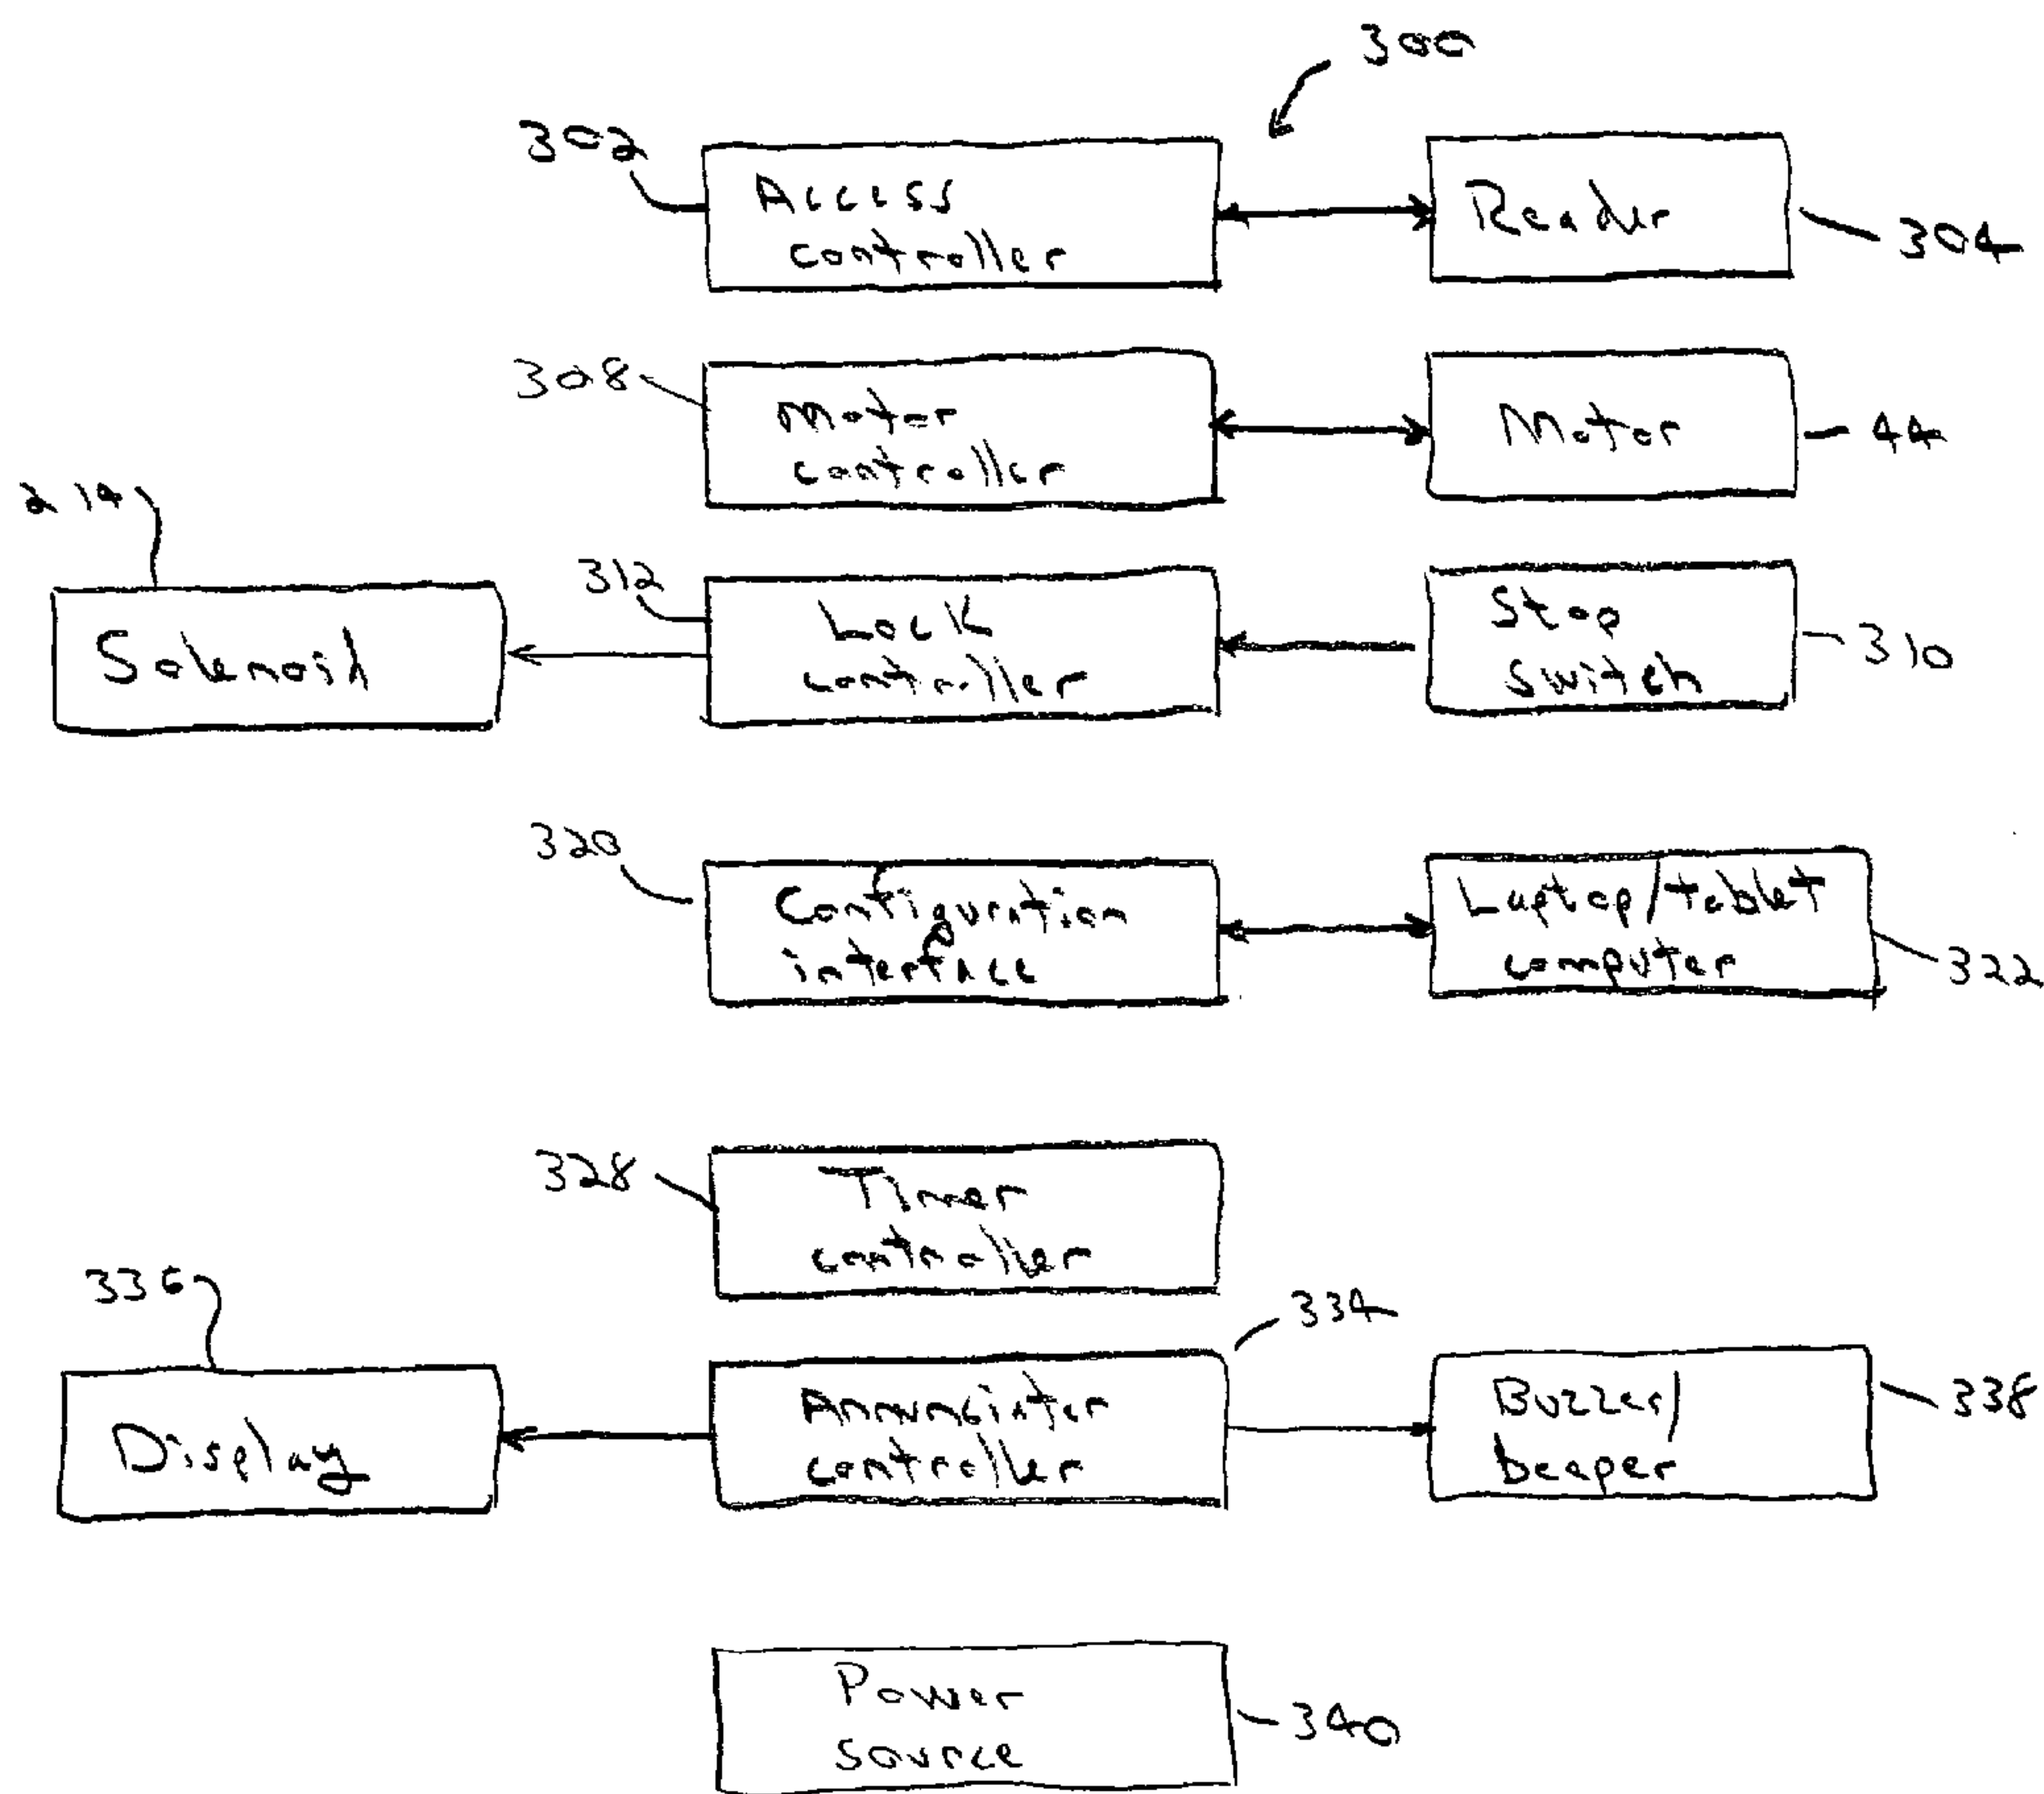 300
302
Access
controller
Reader
304
308
Motor
controller
Motor
44
214
Solenoid
312
Lock
controller
Stop
switch
310
320
Configuration
interface
Laptop/tablet
computer
322
328
Timer
controller
336
Display
334
Annunciator
controller
Buzzer/
beeper
338
Power
source
340